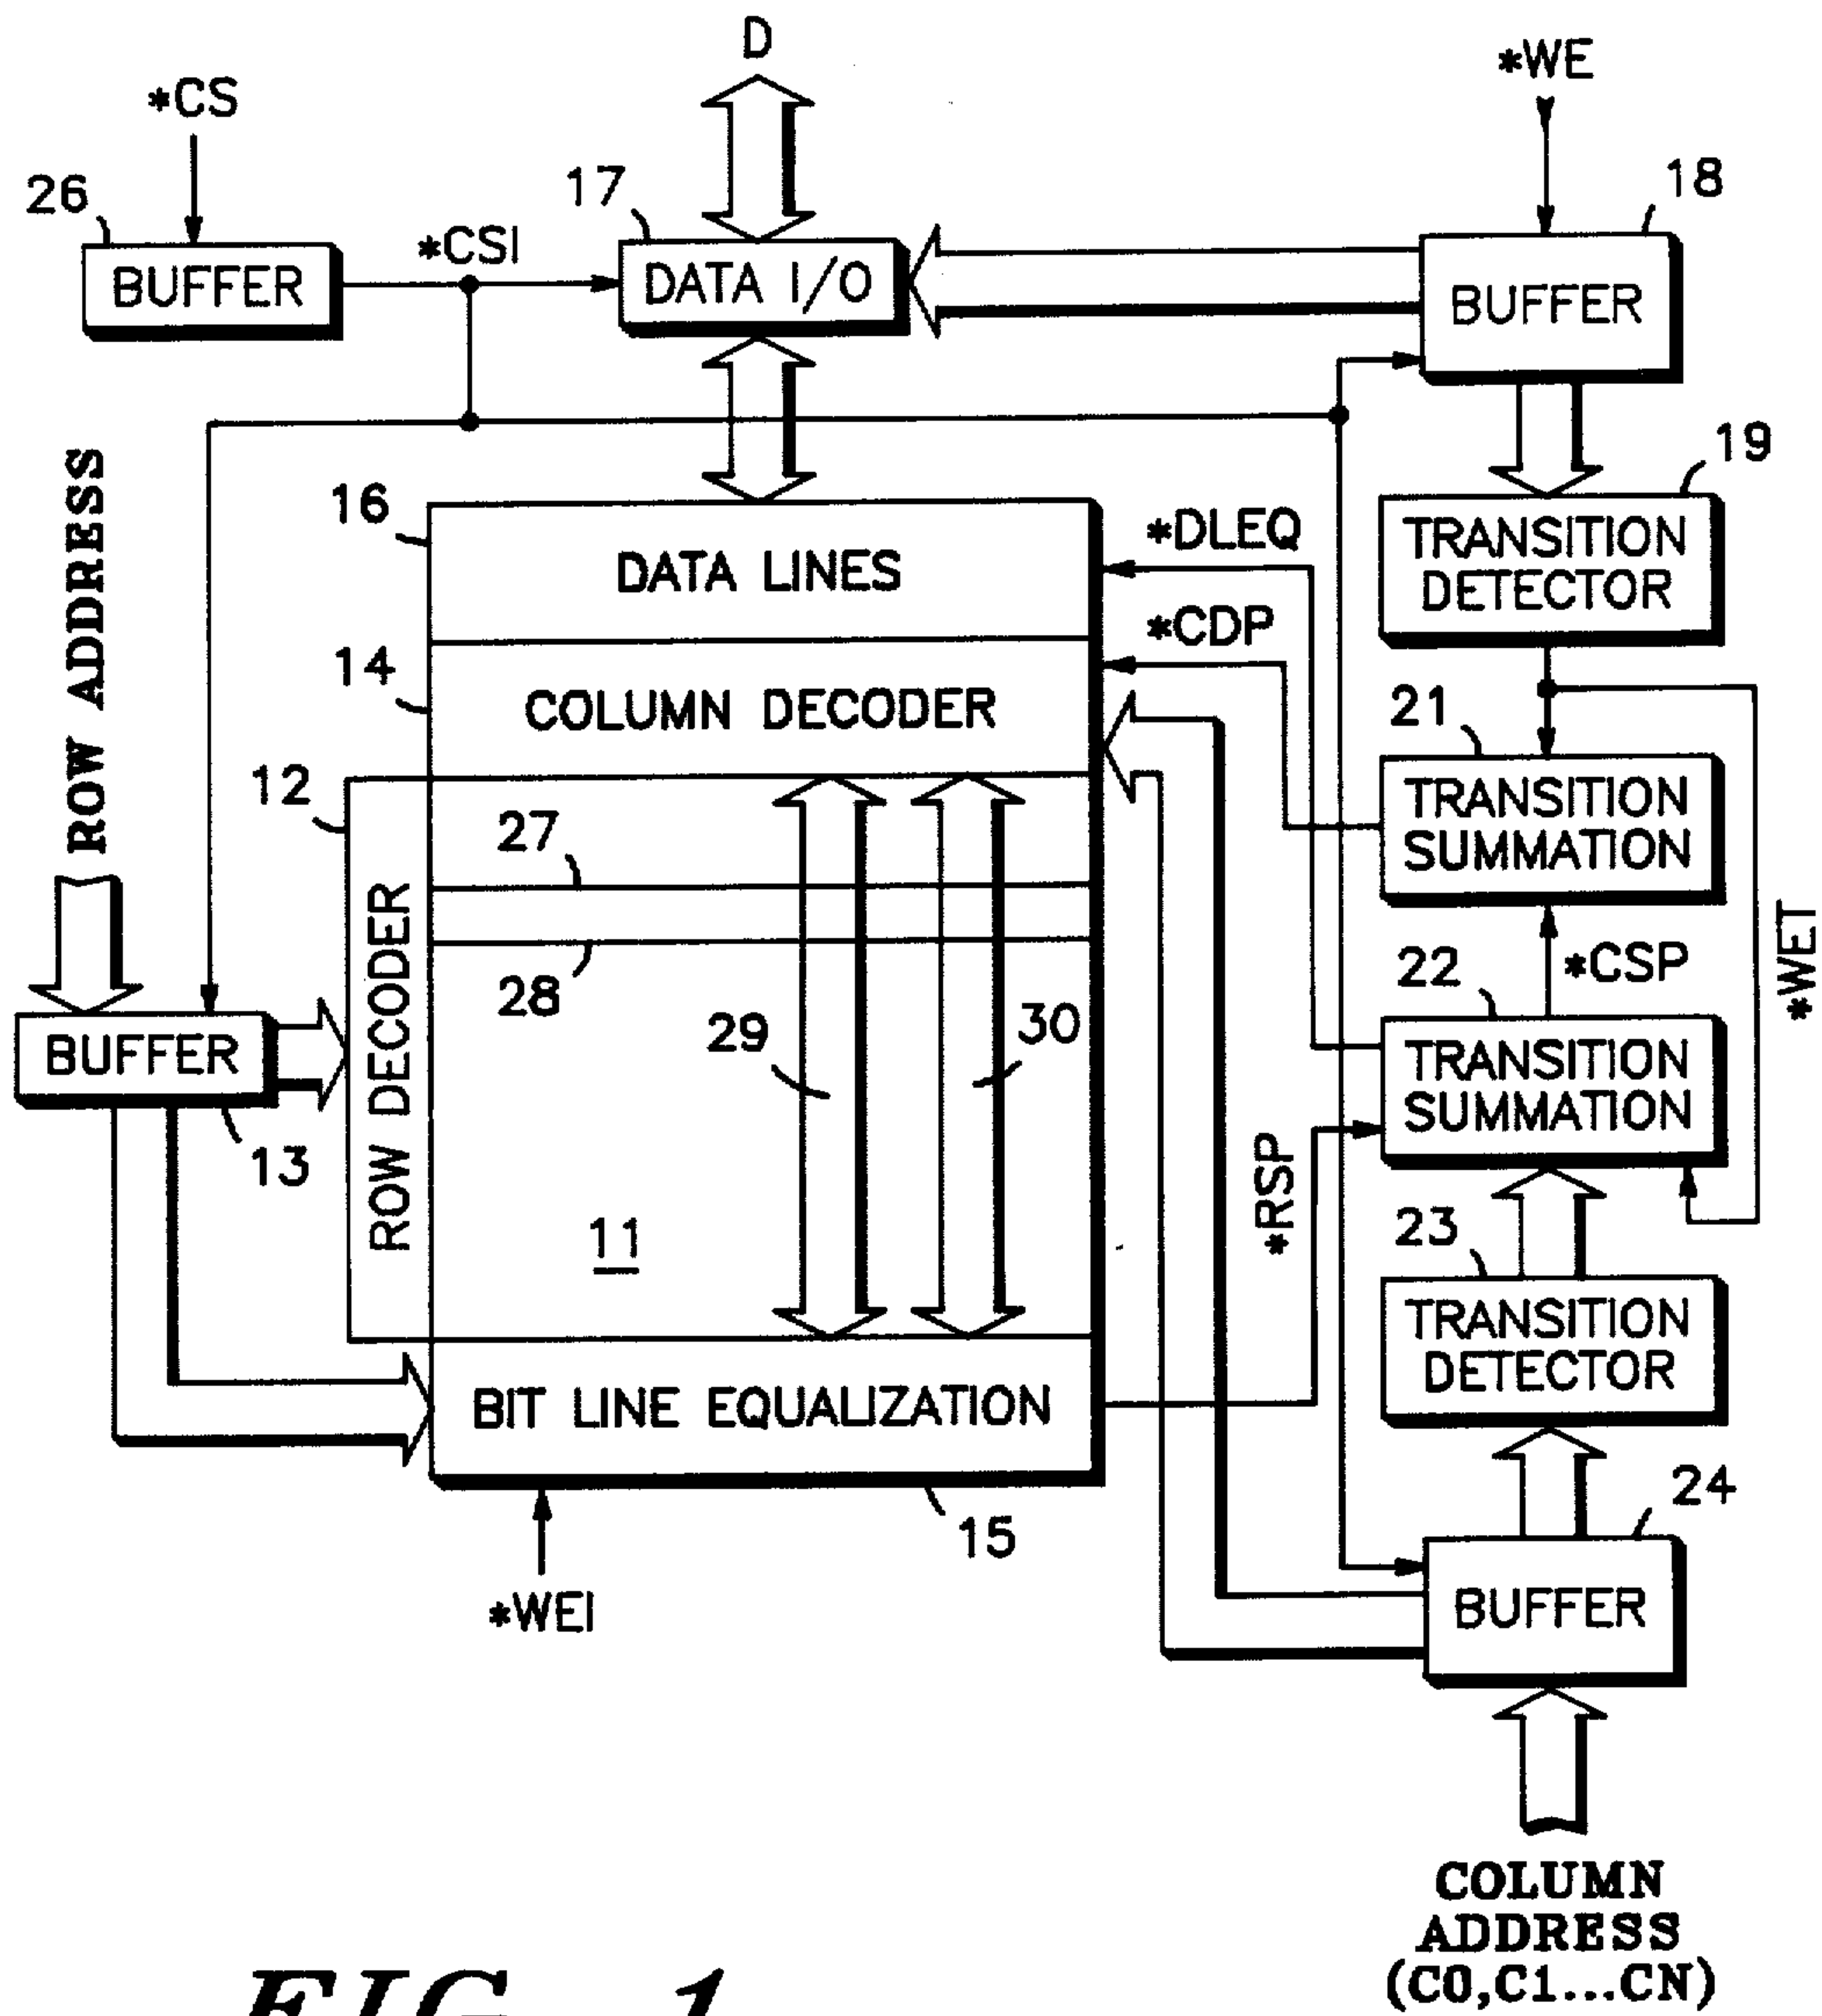 D
*WE
*CS
26
17
18
*CSI
BUFFER
DATA I/O
BUFFER
19
16
*DLEQ
TRANSITION
DETECTOR
DATA LINES
ROW ADDRESS
*CDP
14
COLUMN DECODER
21
12
TRANSITION
SUMMATION
27
ROW DECODER
*WET
28
22
*CSP
29
30
BUFFER
TRANSITION
SUMMATION
13
*RSP
11
23
TRANSITION
DETECTOR
BIT LINE EQUALIZATION
24
15
*WEI
BUFFER
COLUMN
ADDRESS
(C0,C1...CN)
FIG. 1